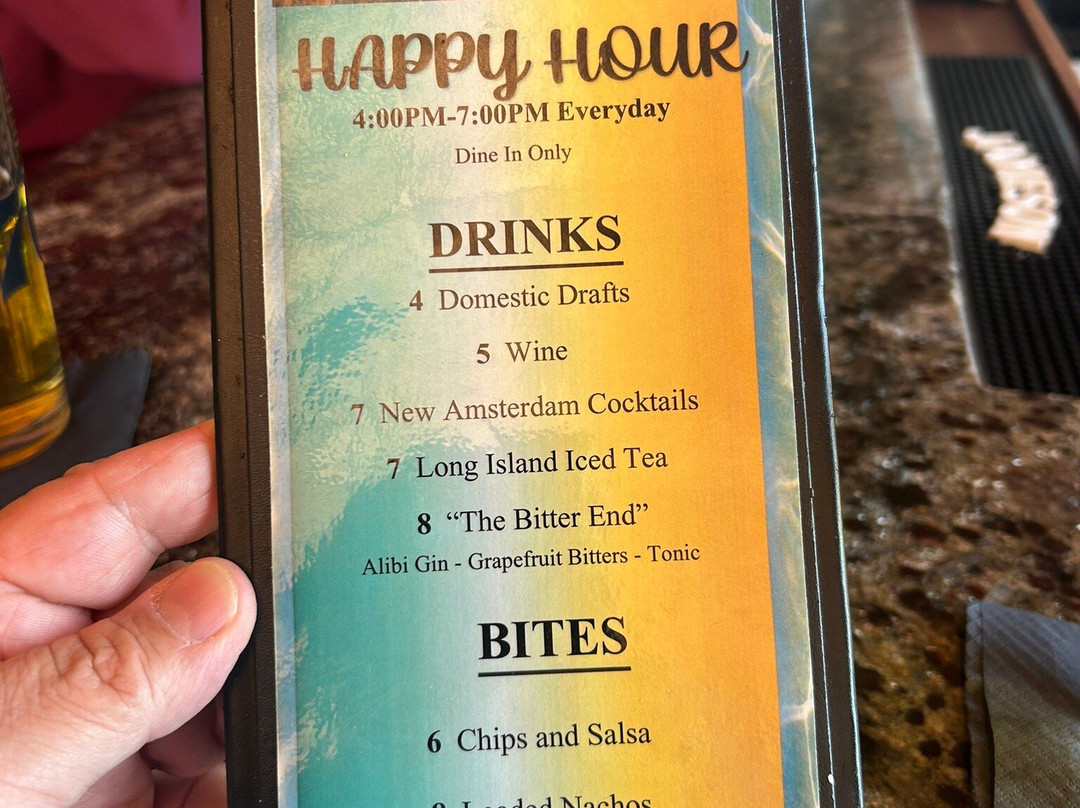 HAPPY HOUR
4:00PM-7:00PM Everyday
Dine In Only
DRINKS
4 Domestic Drafts
5 Wine
7 New Amsterdam Cocktails
7 Long Island Iced Tea
8 “The Bitter End”
Alibi Gin - Grapefruit Bitters - Tonic
BITES
6 Chips and Salsa
Loaded Nachos